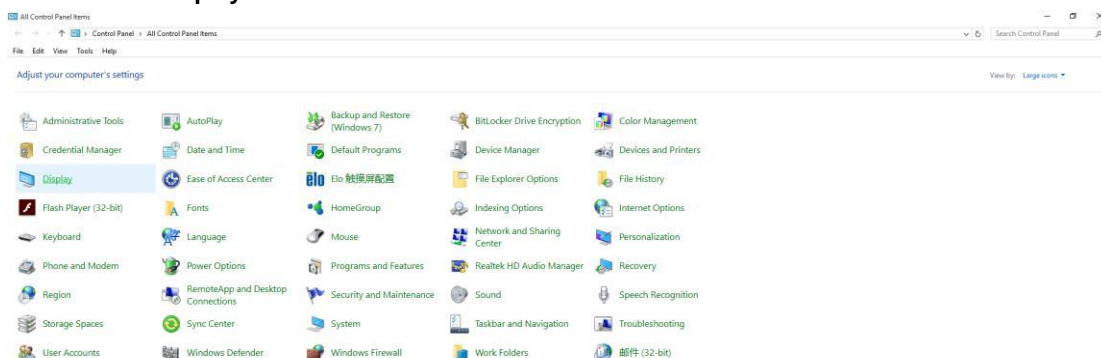 All Control Panel Items
Control Panel > All Control Panel Items
Search Control Panel
File Edit View Tools Help
Adjust your computer's settings
View by: Large icons
Administrative Tools
AutoPlay
Backup and Restore
(Windows 7)
BitLocker Drive Encryption
Color Management
Credential Manager
Date and Time
Default Programs
Device Manager
Devices and Printers
Display
Ease of Access Center
elo
Elo 触摸屏配置
File Explorer Options
File History
Flash Player (32-bit)
Fonts
HomeGroup
Indexing Options
Internet Options
Keyboard
Language
Mouse
Network and Sharing
Center
Personalization
Phone and Modem
Power Options
Programs and Features
Realtek HD Audio Manager
Recovery
Region
RemoteApp and Desktop
Connections
Security and Maintenance
Sound
Speech Recognition
Storage Spaces
Sync Center
System
Taskbar and Navigation
Troubleshooting
User Accounts
Windows Defender
Windows Firewall
Work Folders
邮件 (32-bit)